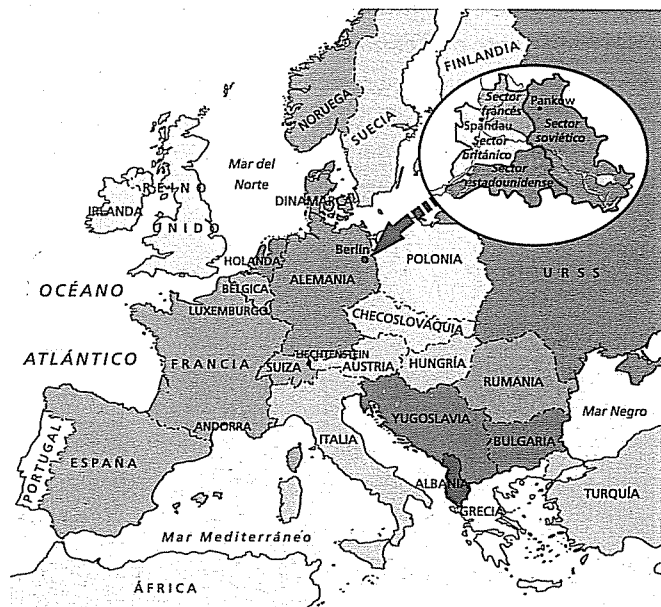 FINLANDIA
NORUEGA
SUECIA
Sector
francés
Pankow
Spandau
Sector
soviético
Sector
británico
Sector
estadounidense
Mar del
Norte
DINAMARCA
REINO
IRLANDA
UNIDO
Berlín
HOLANDA
POLONIA
URSS
BÉLGICA
ALEMANIA
OCÉANO
LUXEMBURGO
CHECOSLOVAQUIA
ATLÁNTICO
FRANCIA
LIECHTENSTEIN
SUIZA
AUSTRIA
HUNGRÍA
RUMANIA
Mar Negro
YUGOSLAVIA
ANDORRA
ITALIA
BULGARIA
PORTUGAL
ESPAÑA
ALBANIA
TURQUÍA
GRECIA
Mar Mediterráneo
ÁFRICA